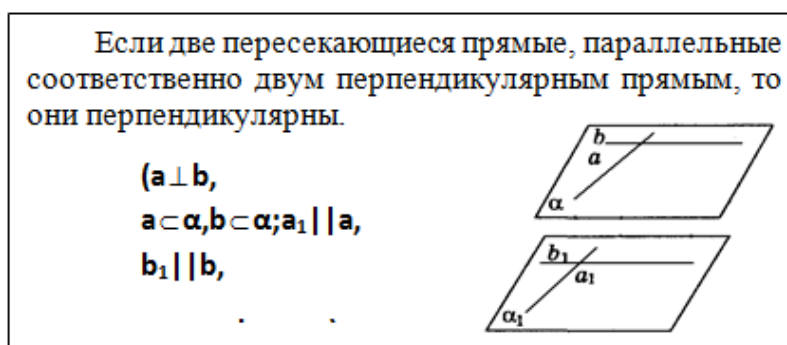 Если две пересекающиеся прямые, параллельные
соответственно двум перпендикулярным прямым, то
они перпендикулярны.
(a⊥b,
a⊂α,b⊂α;a₁||a,
b₁||b,
b
a
α
b₁
a₁
α₁